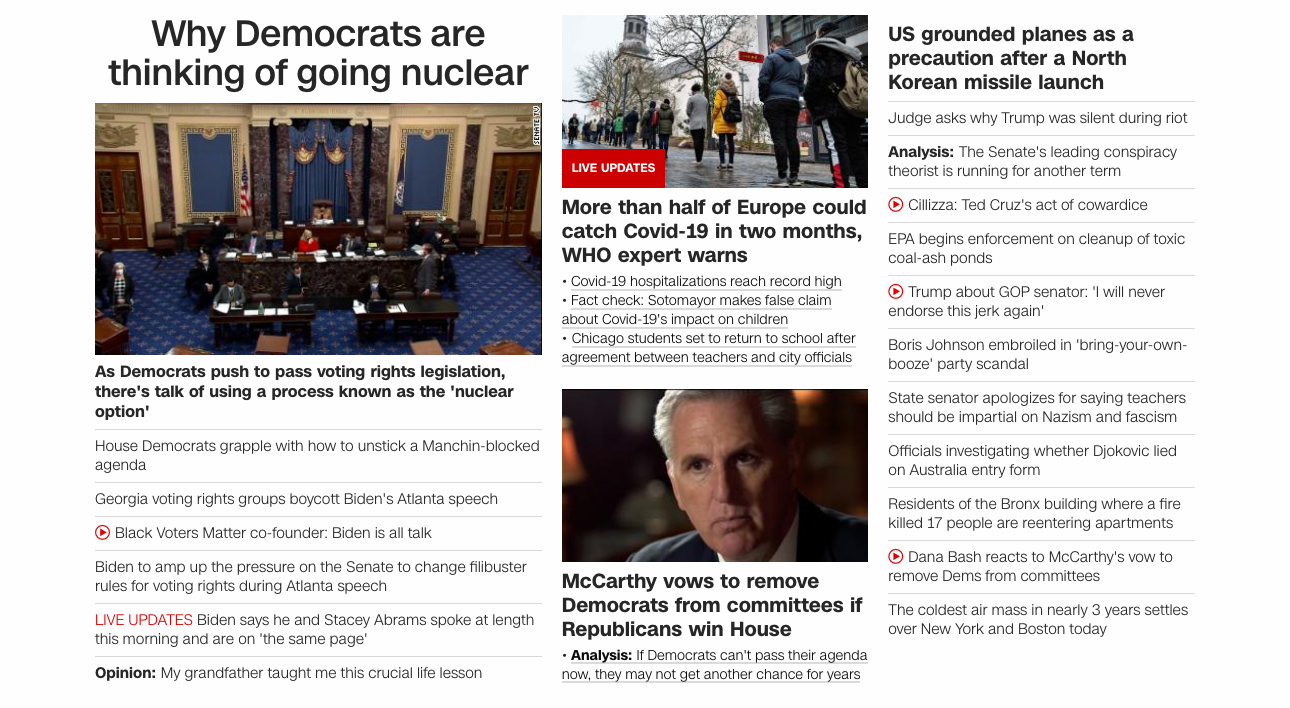 Why Democrats are
thinking of going nuclear
SENATE TV
As Democrats push to pass voting rights legislation,
there's talk of using a process known as the 'nuclear
option'
House Democrats grapple with how to unstick a Manchin-blocked
agenda
Georgia voting rights groups boycott Biden's Atlanta speech
Black Voters Matter co-founder: Biden is all talk
Biden to amp up the pressure on the Senate to change filibuster
rules for voting rights during Atlanta speech
LIVE UPDATES Biden says he and Stacey Abrams spoke at length
this morning and are on 'the same page'
Opinion: My grandfather taught me this crucial life lesson
LIVE UPDATES
More than half of Europe could
catch Covid-19 in two months,
WHO expert warns
• Covid-19 hospitalizations reach record high
• Fact check: Sotomayor makes false claim
about Covid-19's impact on children
• Chicago students set to return to school after
agreement between teachers and city officials
McCarthy vows to remove
Democrats from committees if
Republicans win House
• Analysis: If Democrats can't pass their agenda
now, they may not get another chance for years
US grounded planes as a
precaution after a North
Korean missile launch
Judge asks why Trump was silent during riot
Analysis: The Senate's leading conspiracy
theorist is running for another term
Cillizza: Ted Cruz's act of cowardice
EPA begins enforcement on cleanup of toxic
coal-ash ponds
Trump about GOP senator: 'I will never
endorse this jerk again'
Boris Johnson embroiled in 'bring-your-own-
booze' party scandal
State senator apologizes for saying teachers
should be impartial on Nazism and fascism
Officials investigating whether Djokovic lied
on Australia entry form
Residents of the Bronx building where a fire
killed 17 people are reentering apartments
Dana Bash reacts to McCarthy's vow to
remove Dems from committees
The coldest air mass in nearly 3 years settles
over New York and Boston today